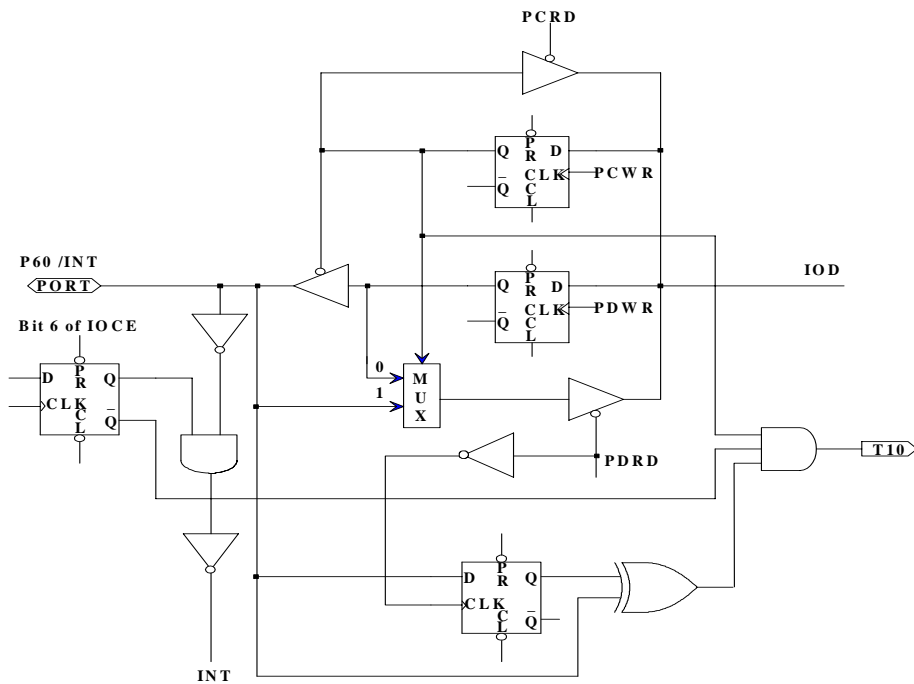 PCRD
Q PR D
CLK PCWR
Q̅ CL
P60 /INT
PORT
Q PR D
CLK PDWR
Q̅ CL
IOD
Bit 6 of IOCE
D PR Q
CLK
CL Q̅
0
1
MUX
PDRD
T10
D PR Q
CLK
CL Q̅
INT